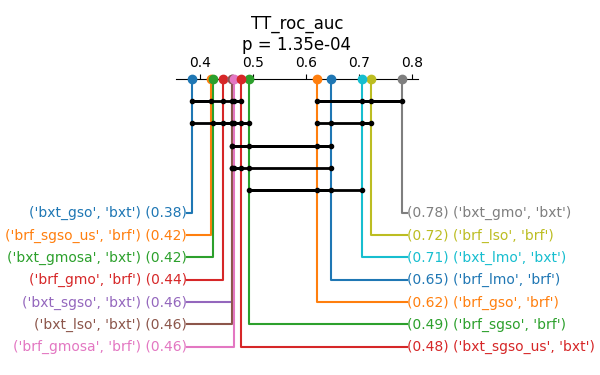 TT_roc_auc
p = 1.35e-04
0.4 0.5 0.6 0.7 0.8
('bxt_gso', 'bxt') (0.38) (0.78) ('bxt_gmo', 'bxt')
('brf_sgso_us', 'brf') (0.42) (0.72) ('brf_lso', 'brf')
('bxt_gmosa', 'bxt') (0.42) (0.71) ('bxt_lmo', 'bxt')
('brf_gmo', 'brf') (0.44) (0.65) ('brf_lmo', 'brf')
('bxt_sgso', 'bxt') (0.46) (0.62) ('brf_gso', 'brf')
('bxt_lso', 'bxt') (0.46) (0.49) ('brf_sgso', 'brf')
('brf_gmosa', 'brf') (0.46) (0.48) ('bxt_sgso_us', 'bxt')